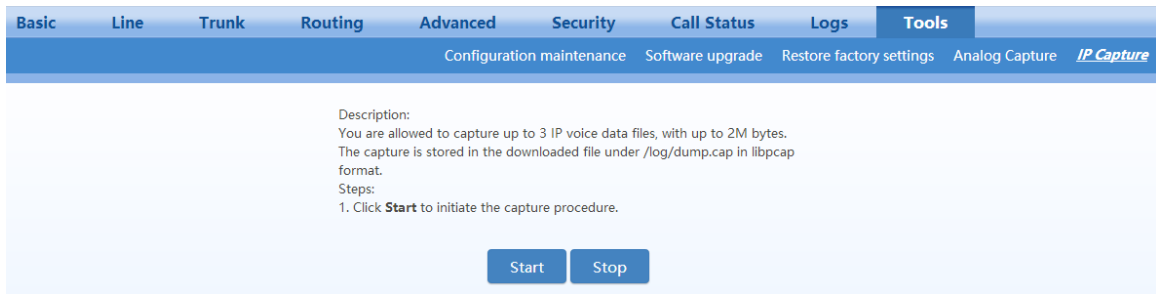 Basic Line Trunk Routing Advanced Security Call Status Logs Tools
Configuration maintenance Software upgrade Restore factory settings Analog Capture IP Capture
Description:
You are allowed to capture up to 3 IP voice data files, with up to 2M bytes.
The capture is stored in the downloaded file under /log/dump.cap in libpcap
format.
Steps:
1. Click Start to initiate the capture procedure.
Start Stop